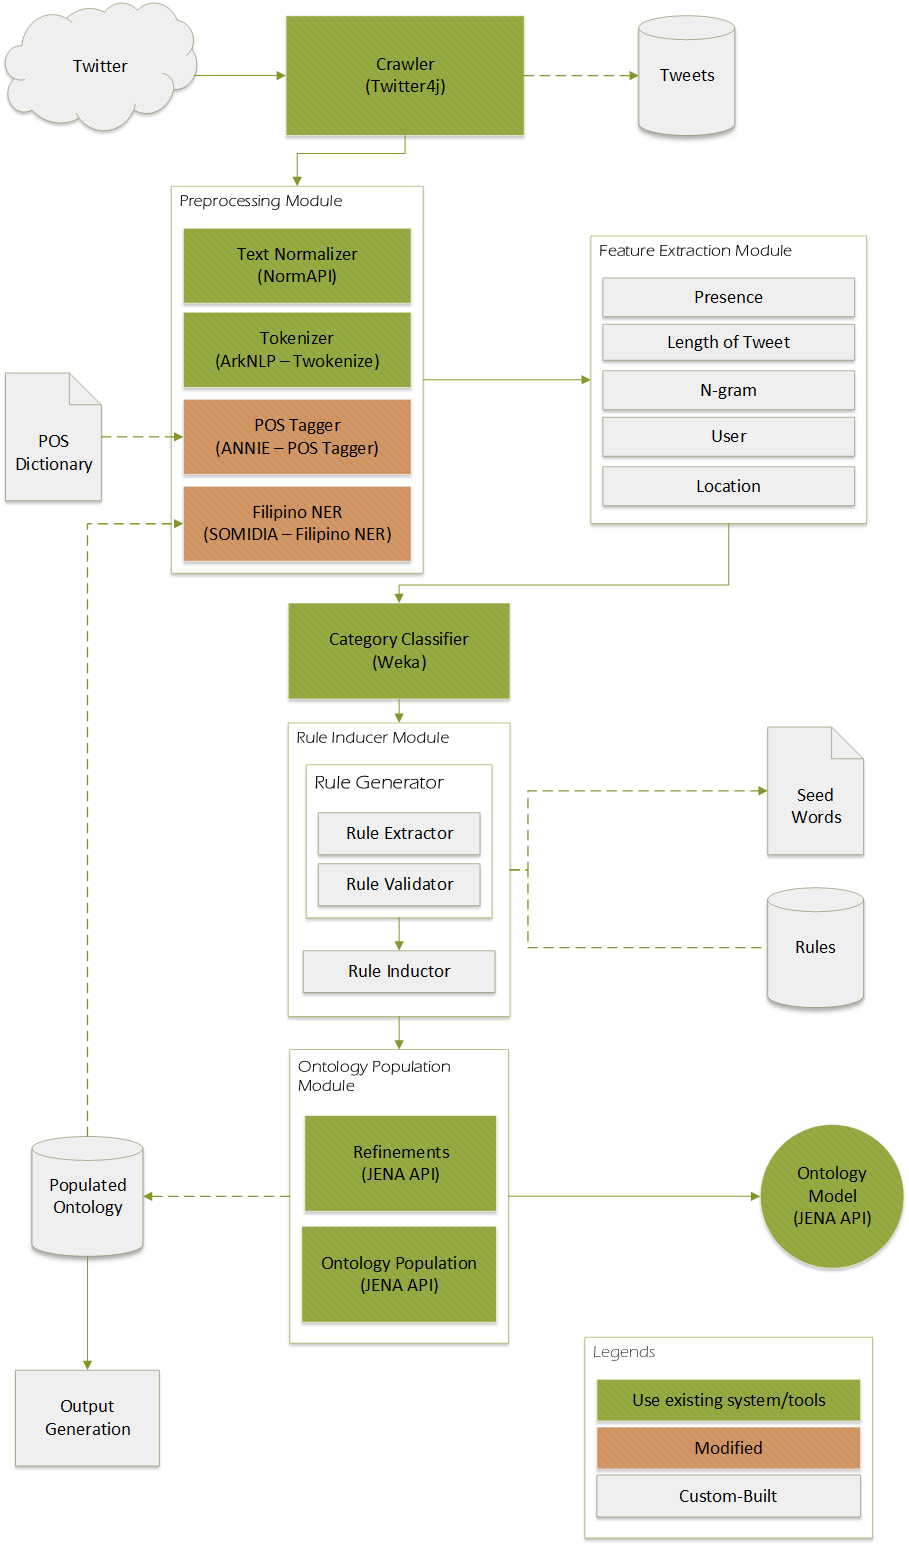 Twitter
Crawler
(Twitter4j)
Tweets
Preprocessing Module
Text Normalizer
(NormAPI)
Tokenizer
(ArkNLP – Twokenize)
POS Tagger
(ANNIE – POS Tagger)
Filipino NER
(SOMIDIA – Filipino NER)
POS
Dictionary
Feature Extraction Module
Presence
Length of Tweet
N-gram
User
Location
Category Classifier
(Weka)
Rule Inducer Module
Rule Generator
Rule Extractor
Rule Validator
Rule Inductor
Seed
Words
Rules
Ontology Population
Module
Refinements
(JENA API)
Ontology Population
(JENA API)
Populated
Ontology
Ontology
Model
(JENA API)
Output
Generation
Legends
Use existing system/tools
Modified
Custom-Built